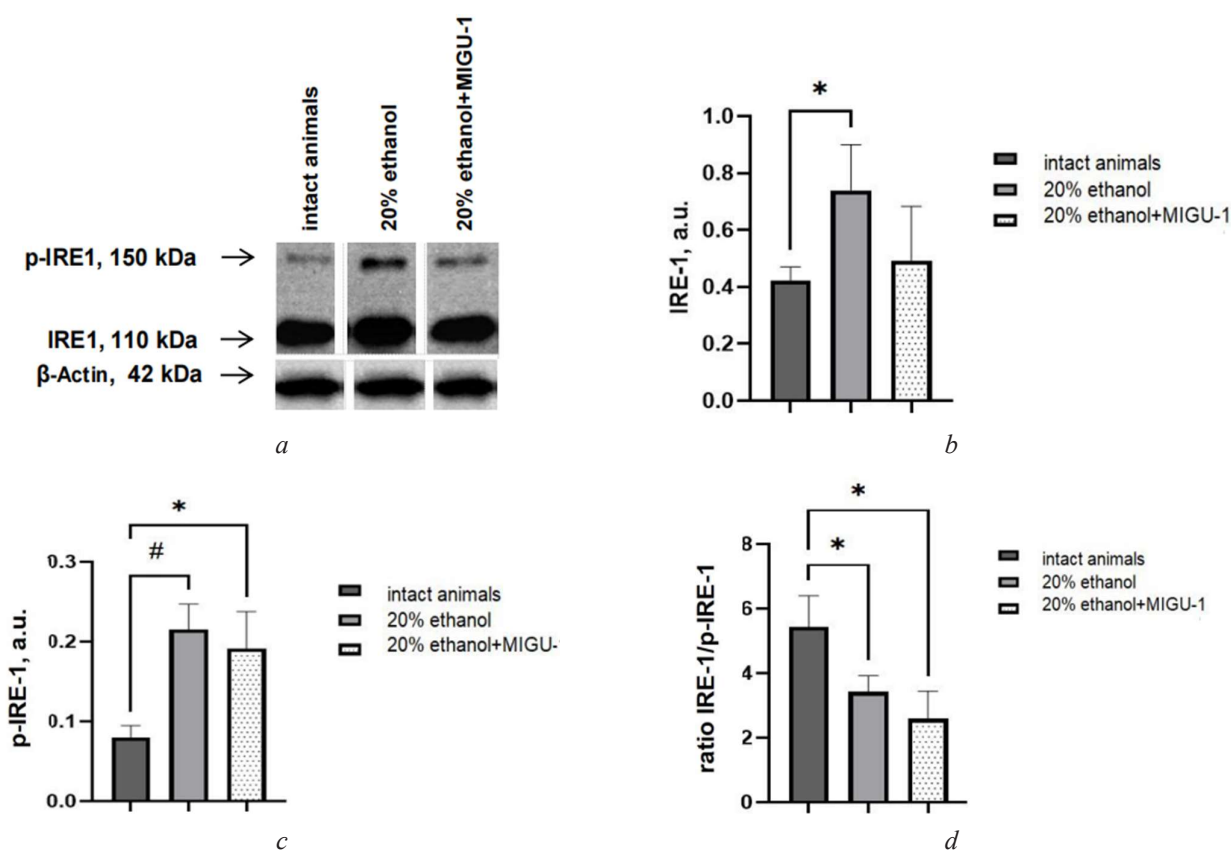 intact animals
20% ethanol
20% ethanol+MIGU-1
p-IRE1, 150 kDa
IRE1, 110 kDa
β-Actin, 42 kDa
a
*
IRE-1, a.u.
1.0
0.8
0.6
0.4
0.2
0.0
intact animals
20% ethanol
20% ethanol+MIGU-1
b
*
#
p-IRE-1, a.u.
0.3
0.2
0.1
0.0
intact animals
20% ethanol
20% ethanol+MIGU-
c
*
*
ratio IRE-1/p-IRE-1
8
6
4
2
0
intact animals
20% ethanol
20% ethanol+MIGU-1
d